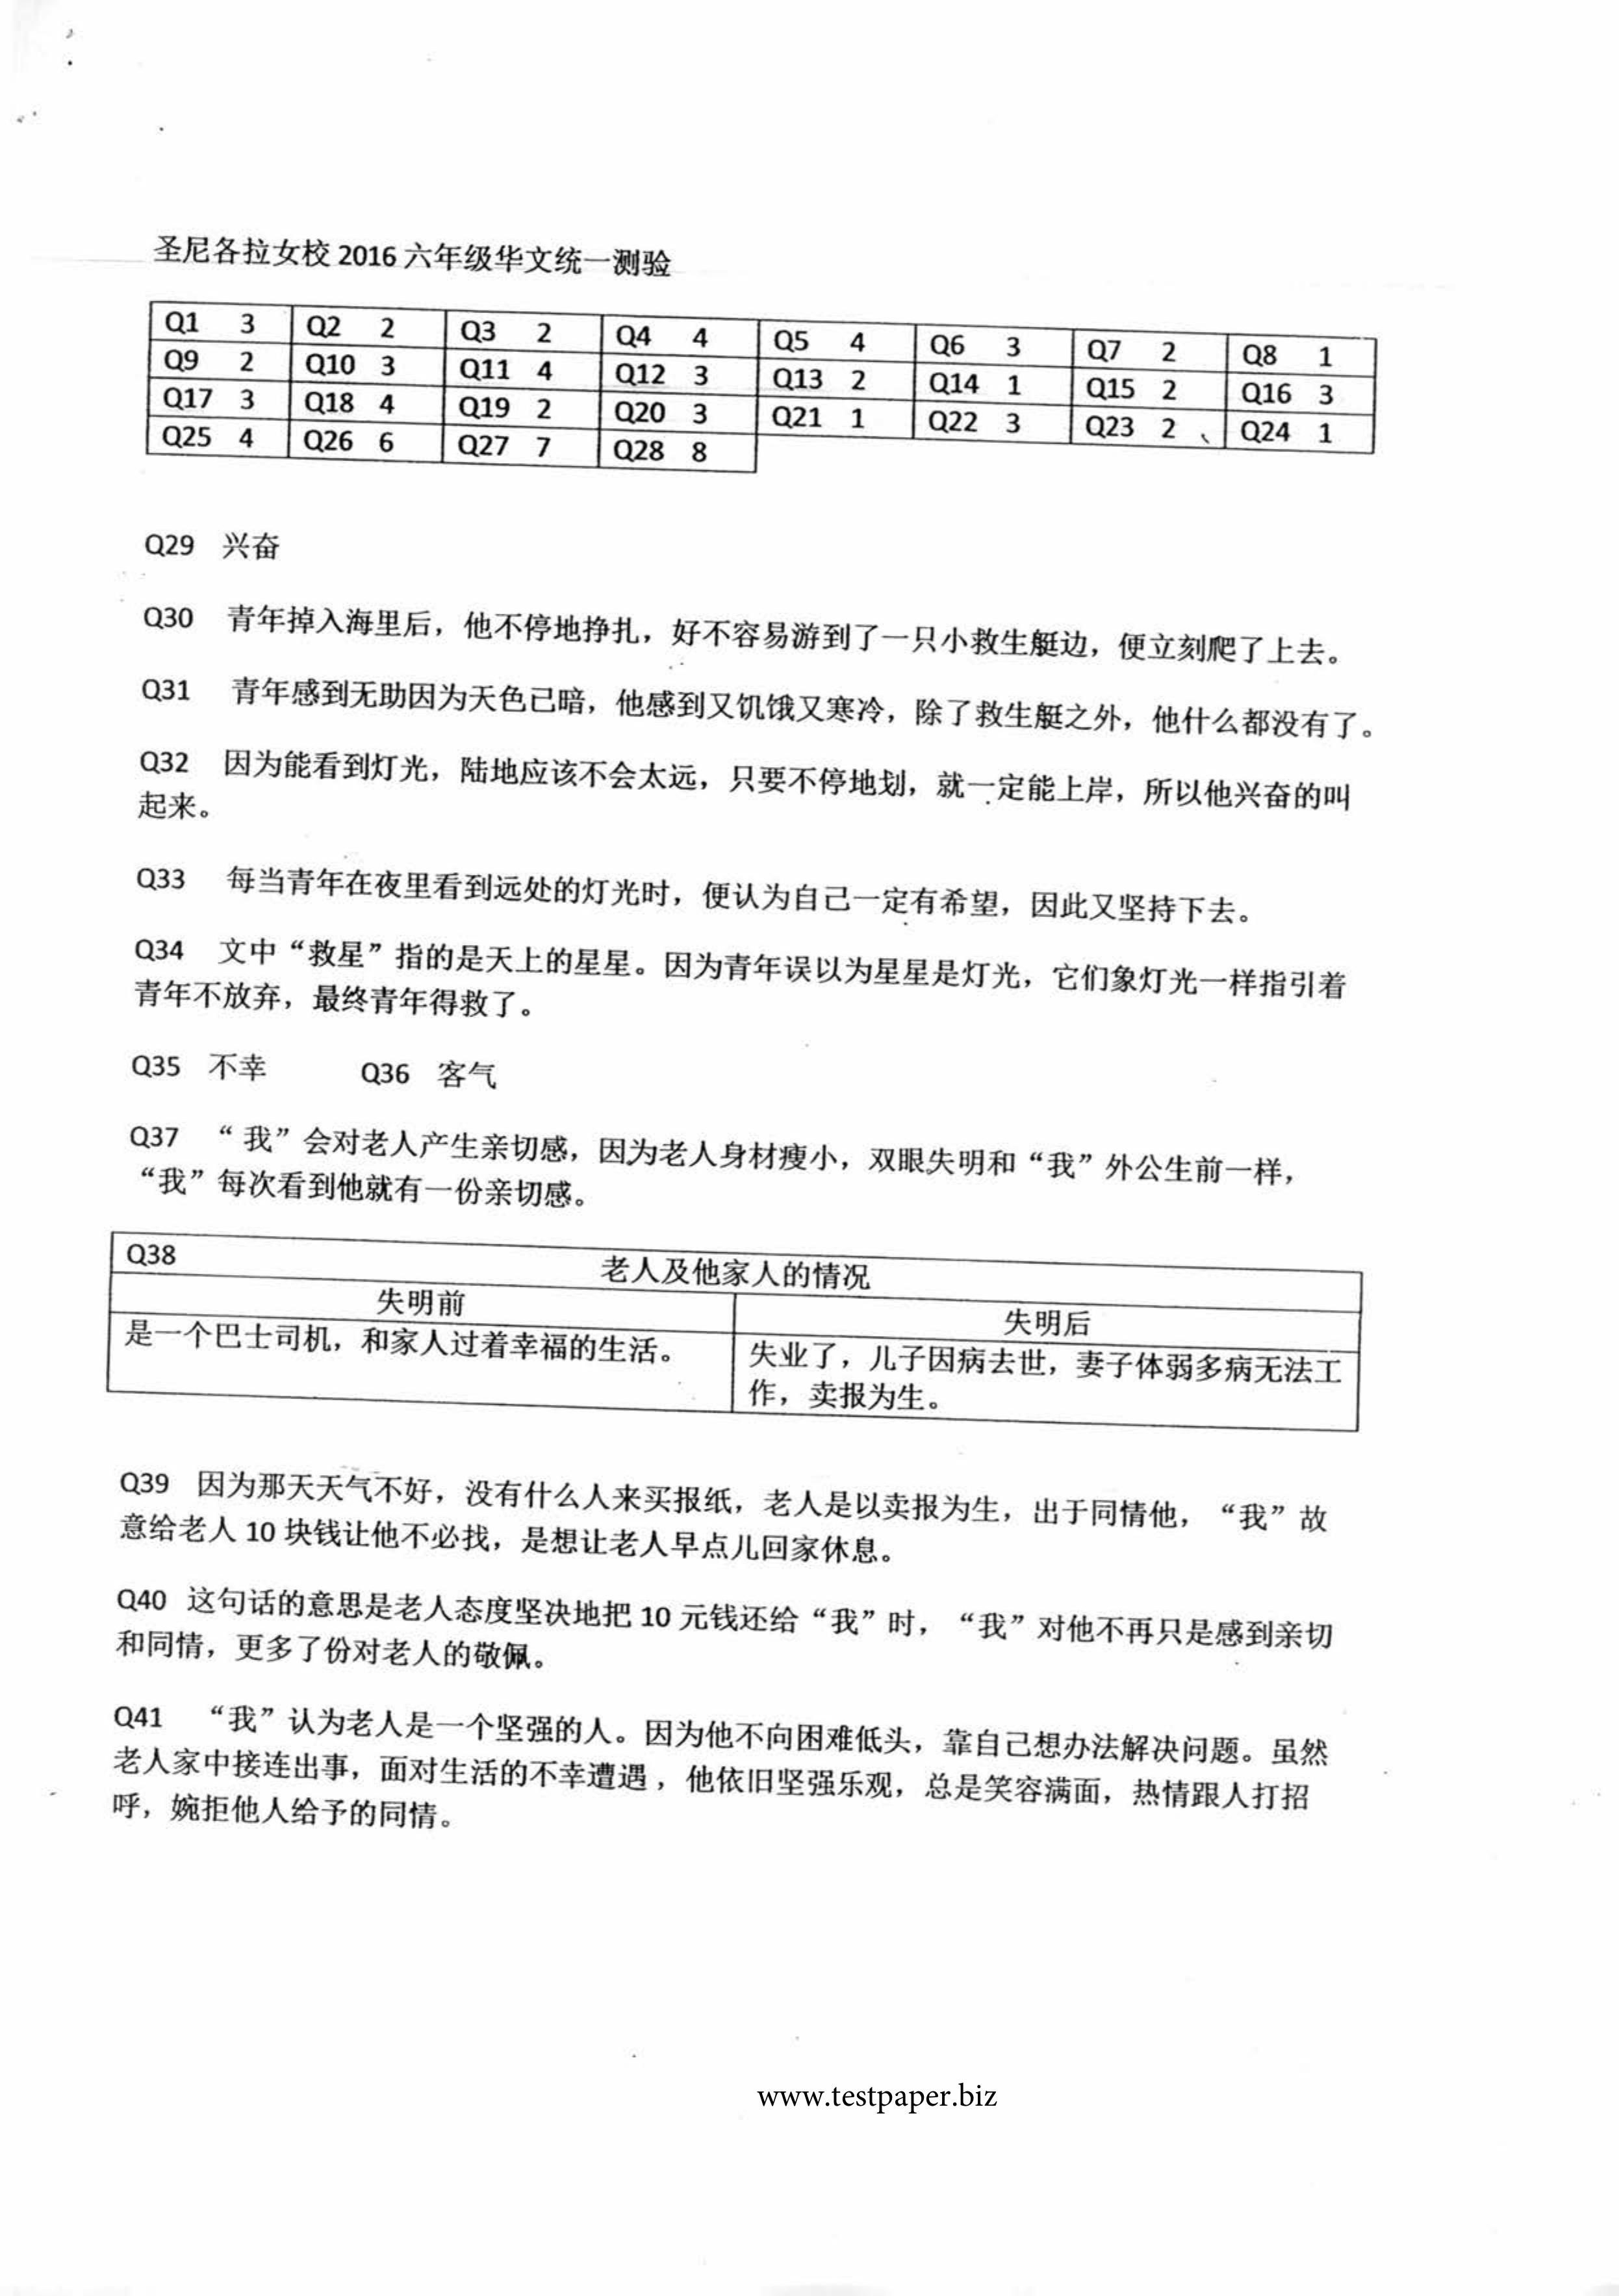 圣尼各拉女校 2016 六年级华文统一测验
Q1 3 Q2 2 Q3 2 Q4 4 Q5 4 Q6 3 Q7 2 Q8 1
Q9 2 Q10 3 Q11 4 Q12 3 Q13 2 Q14 1 Q15 2 Q16 3
Q17 3 Q18 4 Q19 2 Q20 3 Q21 1 Q22 3 Q23 2 Q24 1
Q25 4 Q26 6 Q27 7 Q28 8
Q29 兴奋
Q30 青年掉入海里后，他不停地挣扎，好不容易游到了一只小救生艇边，便立刻爬了上去。
Q31 青年感到无助因为天色已暗，他感到又饥饿又寒冷，除了救生艇之外，他什么都没有了。
Q32 因为能看到灯光，陆地应该不会太远，只要不停地划，就一定能上岸，所以他兴奋的叫
起来。
Q33 每当青年在夜里看到远处的灯光时，便认为自己一定有希望，因此又坚持下去。
Q34 文中“救星”指的是天上的星星。因为青年误以为星星是灯光，它们象灯光一样指引着
青年不放弃，最终青年得救了。
Q35 不幸 Q36 客气
Q37 “我”会对老人产生亲切感，因为老人身材瘦小，双眼失明和“我”外公生前一样，
“我”每次看到他就有一份亲切感。
Q38 老人及他家人的情况
失明前 失明后
是一个巴士司机，和家人过着幸福的生活。 失业了，儿子因病去世，妻子体弱多病无法工
作，卖报为生。
Q39 因为那天天气不好，没有什么人来买报纸，老人是以卖报为生，出于同情他，“我”故
意给老人 10 块钱让他不必找，是想让老人早点儿回家休息。
Q40 这句话的意思是老人态度坚决地把 10 元钱还给“我”时，“我”对他不再只是感到亲切
和同情，更多了份对老人的敬佩。
Q41 “我”认为老人是一个坚强的人。因为他不向困难低头，靠自己想办法解决问题。虽然
老人家中接连出事，面对生活的不幸遭遇，他依旧坚强乐观，总是笑容满面，热情跟人打招
呼，婉拒他人给予的同情。
www.testpaper.biz